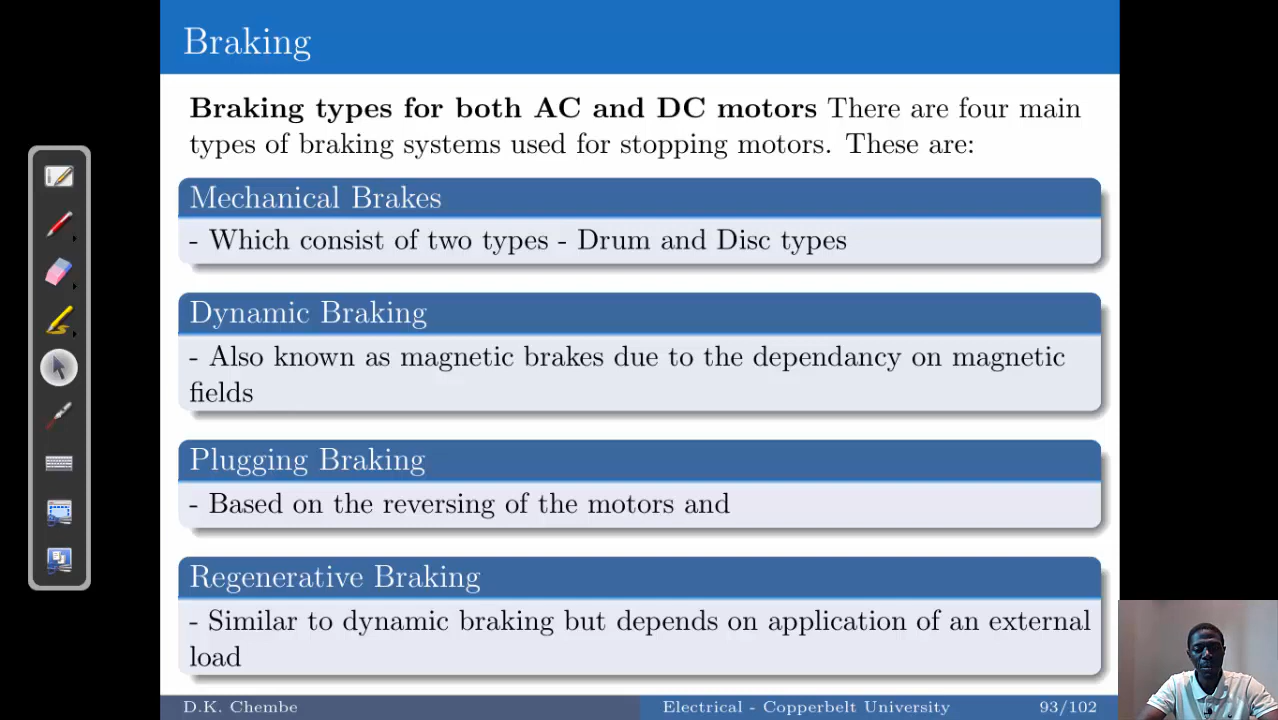 Braking
Braking types for both AC and DC motors There are four main
types of braking systems used for stopping motors. These are:
Mechanical Brakes
- Which consist of two types - Drum and Disc types
Dynamic Braking
- Also known as magnetic brakes due to the dependancy on magnetic
fields
Plugging Braking
- Based on the reversing of the motors and
Regenerative Braking
- Similar to dynamic braking but depends on application of an external
load
D.K. Chembe
Electrical - Copperbelt University
93/102